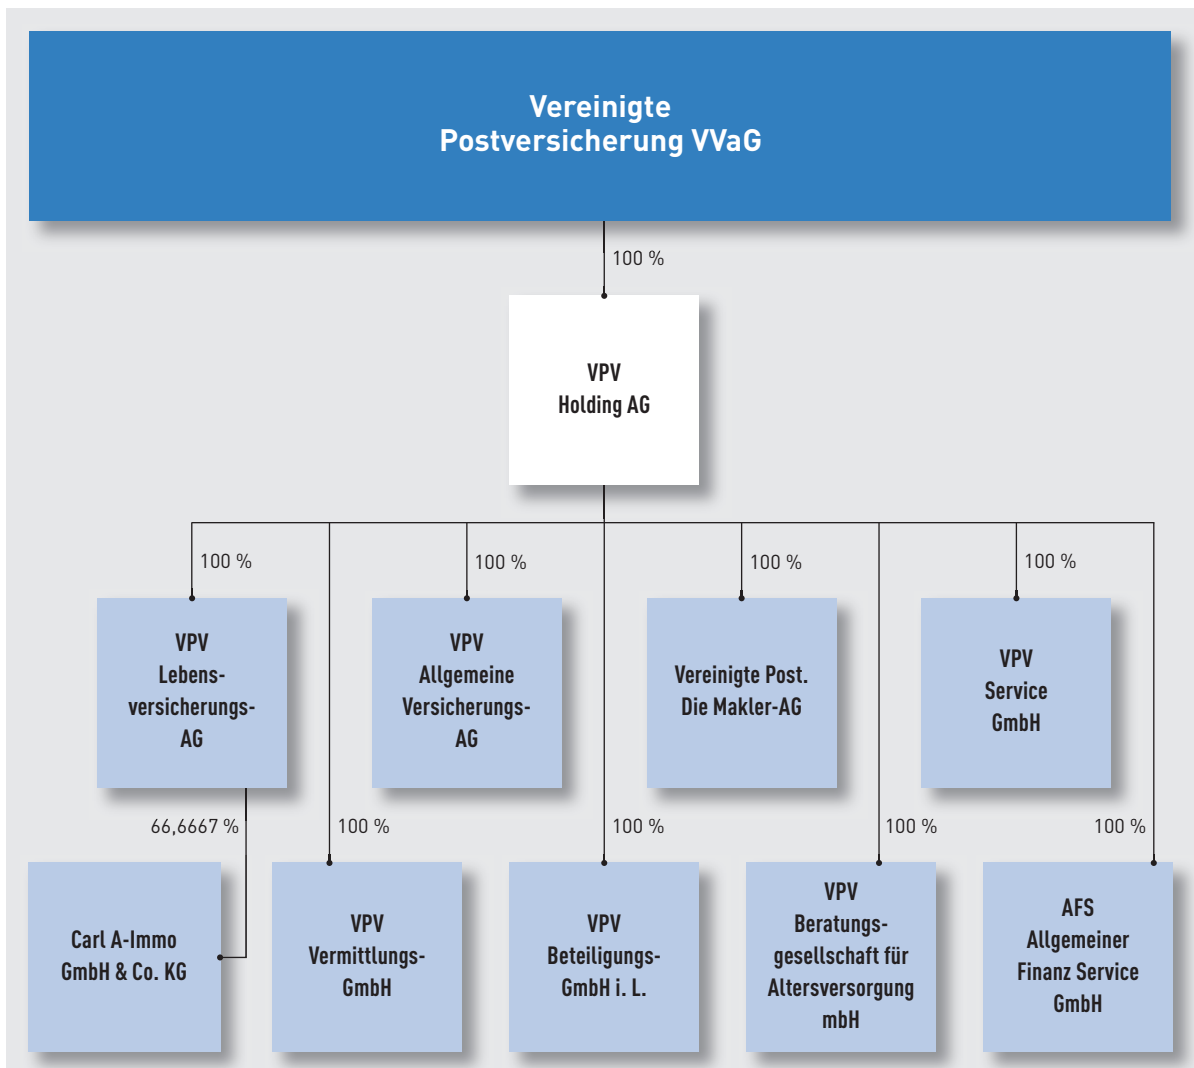 Vereinigte
Postversicherung VVaG
100 %
VPV
Holding AG
100 %
100 %
100 %
100 %
VPV
Lebens-
versicherungs-
AG
VPV
Allgemeine
Versicherungs-
AG
Vereinigte Post.
Die Makler-AG
VPV
Service
GmbH
66,6667 %
100 %
100 %
100 %
100 %
Carl A-Immo
GmbH & Co. KG
VPV
Vermittlungs-
GmbH
VPV
Beteiligungs-
GmbH i. L.
VPV
Beratungs-
gesellschaft für
Altersversorgung
mbH
AFS
Allgemeiner
Finanz Service
GmbH